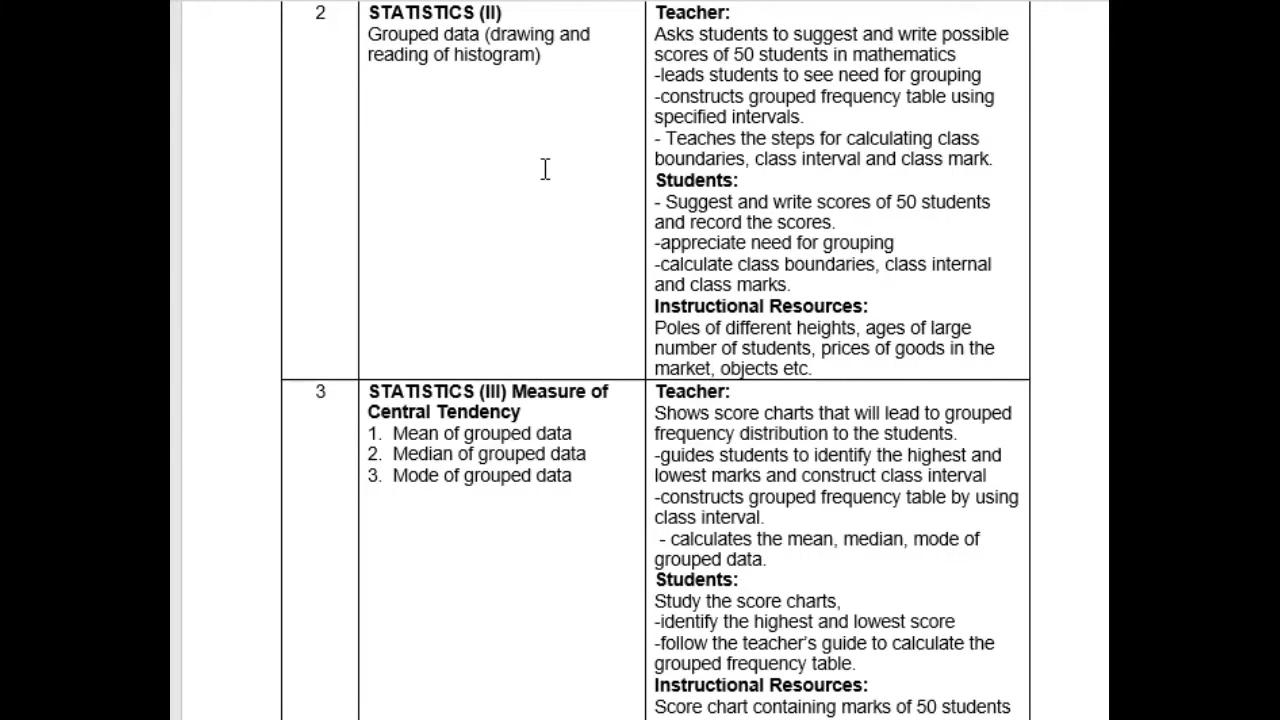 2
STATISTICS (II)
Grouped data (drawing and
reading of histogram)
Teacher:
Asks students to suggest and write possible
scores of 50 students in mathematics
-leads students to see need for grouping
-constructs grouped frequency table using
specified intervals.
- Teaches the steps for calculating class
boundaries, class interval and class mark.
Students:
- Suggest and write scores of 50 students
and record the scores.
-appreciate need for grouping
-calculate class boundaries, class internal
and class marks.
Instructional Resources:
Poles of different heights, ages of large
number of students, prices of goods in the
market, objects etc.
3
STATISTICS (III) Measure of
Central Tendency
1. Mean of grouped data
2. Median of grouped data
3. Mode of grouped data
Teacher:
Shows score charts that will lead to grouped
frequency distribution to the students.
-guides students to identify the highest and
lowest marks and construct class interval
-constructs grouped frequency table by using
class interval.
- calculates the mean, median, mode of
grouped data.
Students:
Study the score charts,
-identify the highest and lowest score
-follow the teacher's guide to calculate the
grouped frequency table.
Instructional Resources:
Score chart containing marks of 50 students